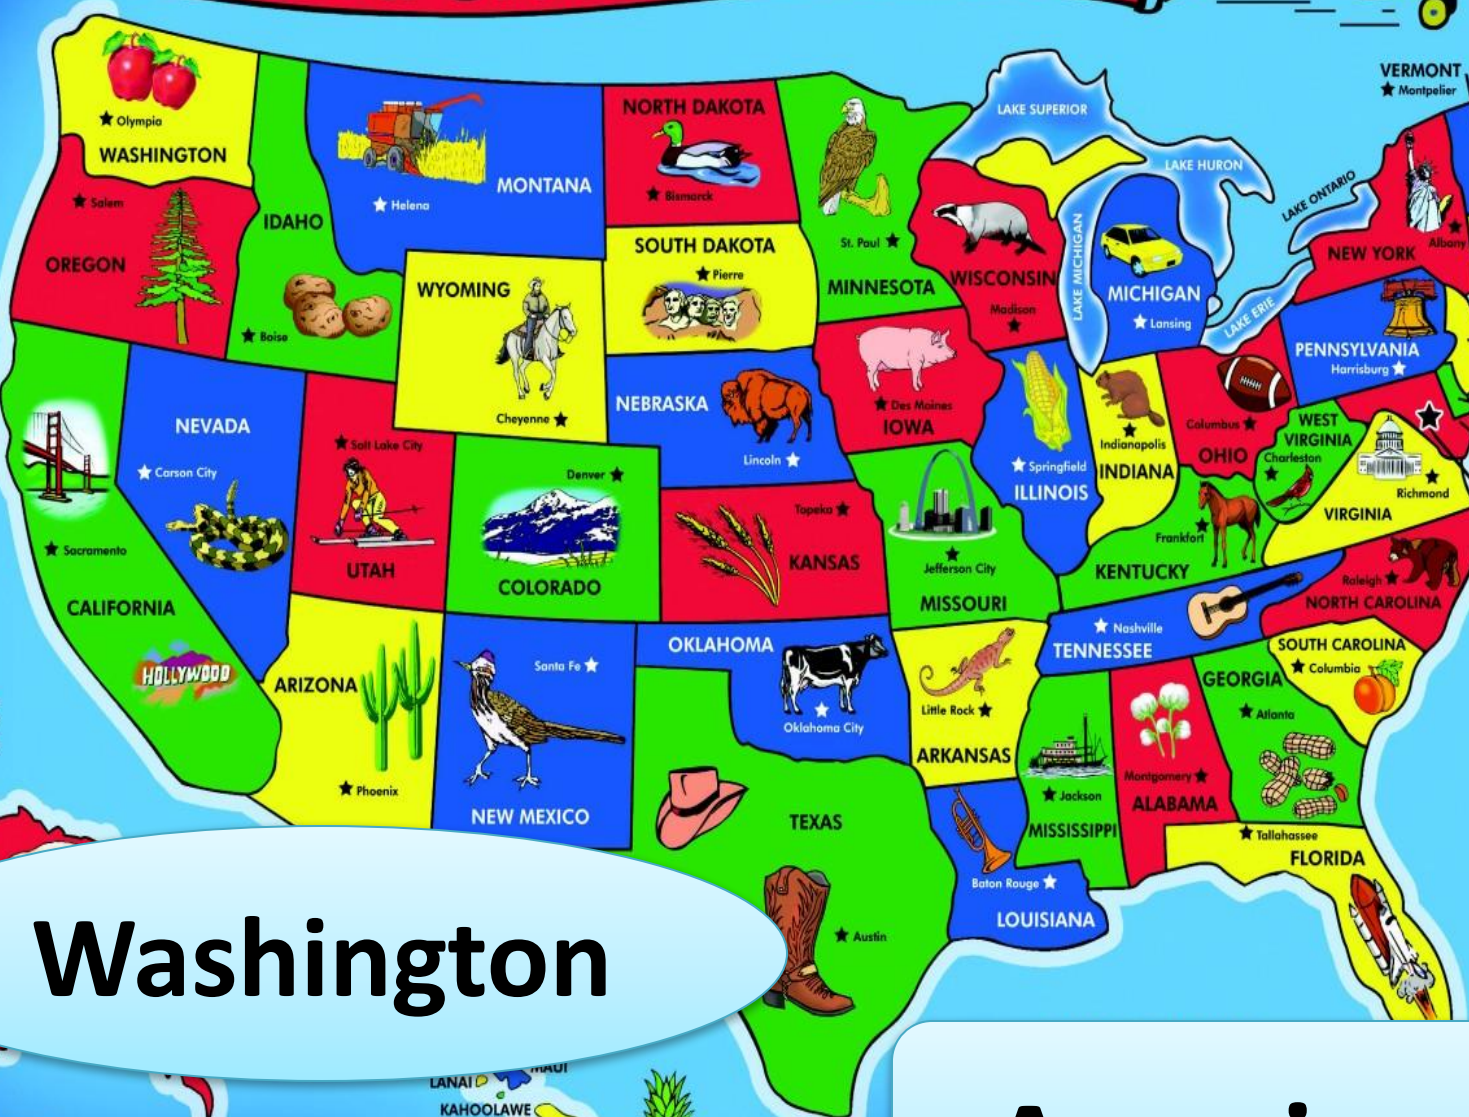 VERMONT
Montpelier
LAKE SUPERIOR
LAKE HURON
LAKE ONTARIO
LAKE MICHIGAN
LAKE ERIE
Olympia
WASHINGTON
Salem
OREGON
IDAHO
Boise
MONTANA
Helena
NORTH DAKOTA
Bismarck
SOUTH DAKOTA
Pierre
WYOMING
Cheyenne
St. Paul
MINNESOTA
WISCONSIN
Madison
MICHIGAN
Lansing
NEW YORK
Albany
PENNSYLVANIA
Harrisburg
NEVADA
Carson City
Salt Lake City
UTAH
Sacramento
CALIFORNIA
HOLLYWOOD
Denver
COLORADO
NEBRASKA
Lincoln
Des Moines
IOWA
Springfield
ILLINOIS
Indianapolis
INDIANA
Columbus
OHIO
WEST
VIRGINIA
Charleston
Richmond
VIRGINIA
Topeka
KANSAS
Jefferson City
MISSOURI
Frankfort
KENTUCKY
Raleigh
NORTH CAROLINA
Nashville
TENNESSEE
SOUTH CAROLINA
Columbia
ARIZONA
Phoenix
Santa Fe
NEW MEXICO
OKLAHOMA
Oklahoma City
Little Rock
ARKANSAS
GEORGIA
Atlanta
Montgomery
ALABAMA
Jackson
MISSISSIPPI
TEXAS
Austin
Baton Rouge
LOUISIANA
Tallahassee
FLORIDA
Washington
MAUI
LANAI
KAHOOLAWE